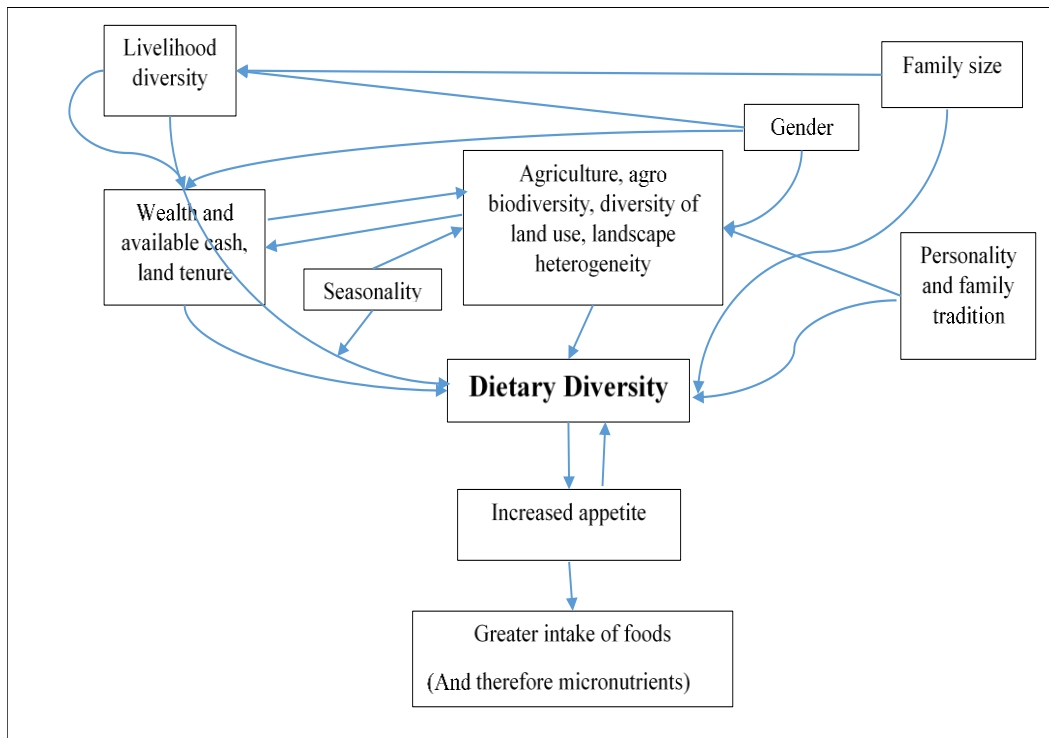 Livelihood
diversity
Family size
Gender
Agriculture, agro
biodiversity, diversity of
land use, landscape
heterogeneity
Wealth and
available cash,
land tenure
Seasonality
Personality
and family
tradition
Dietary Diversity
Increased appetite
Greater intake of foods
(And therefore micronutrients)